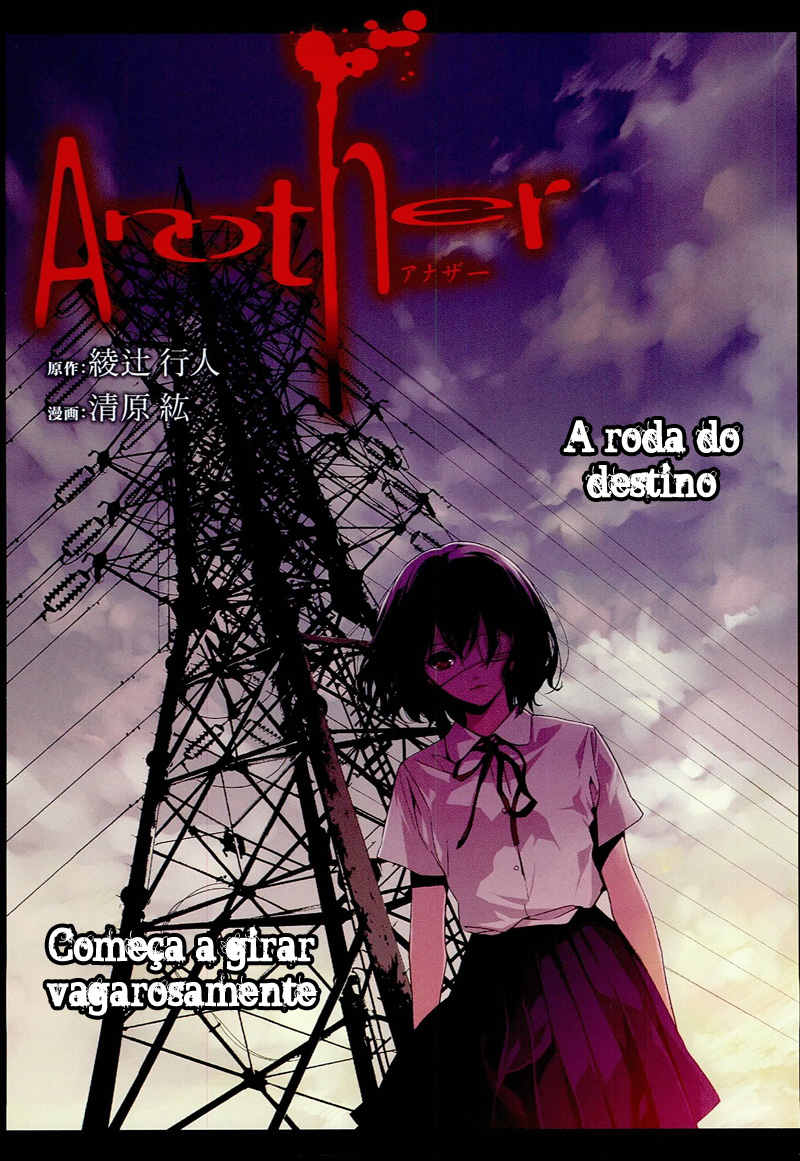 Another
アナザー
原作:綾辻 行人
漫画:清原 紘
A roda do
destino
Começa a girar
vagarosamente